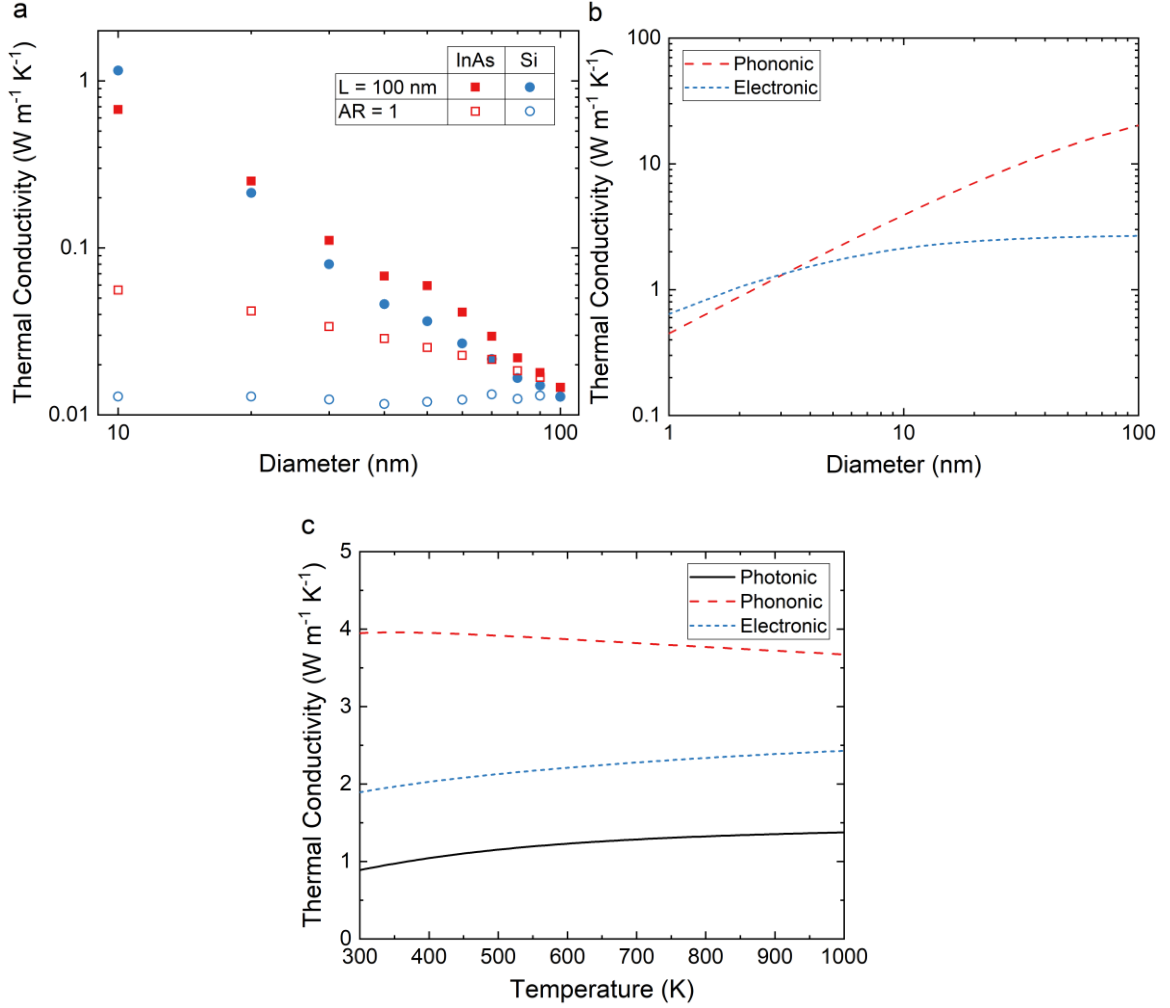 a
Thermal Conductivity (W m⁻¹ K⁻¹)
1
0.1
0.01
InAs Si
L = 100 nm
AR = 1
10 100
Diameter (nm)
b
Thermal Conductivity (W m⁻¹ K⁻¹)
100
10
1
0.1
Phononic
Electronic
1 10 100
Diameter (nm)
c
Thermal Conductivity (W m⁻¹ K⁻¹)
5
4
3
2
1
0
Photonic
Phononic
Electronic
300 400 500 600 700 800 900 1000
Temperature (K)